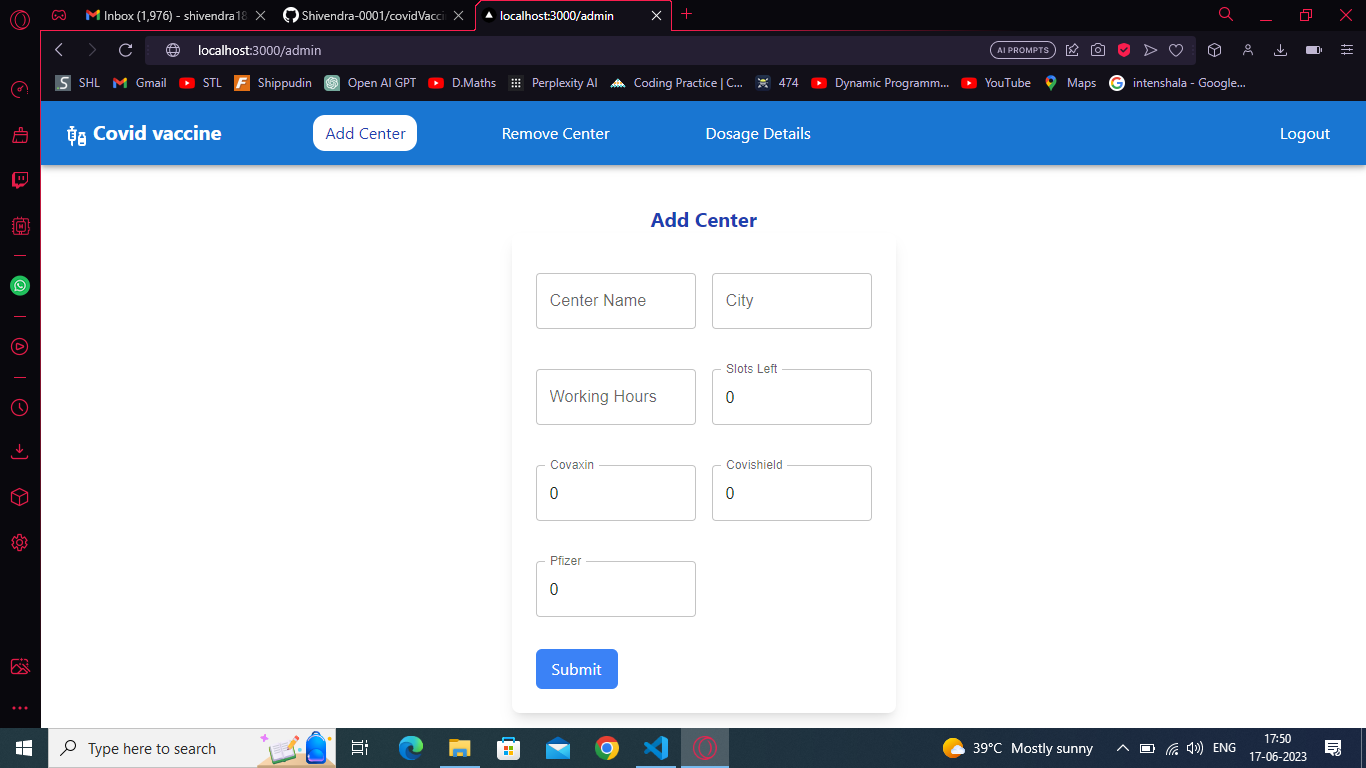 Inbox (1,976) - shivendra18
Shivendra-0001/covidVacci
localhost:3000/admin
localhost:3000/admin
AI PROMPTS
SHL
Gmail
STL
Shippudin
Open AI GPT
D.Maths
Perplexity AI
Coding Practice | C...
474
Dynamic Programm...
YouTube
Maps
intenshala - Google...
Covid vaccine
Add Center
Remove Center
Dosage Details
Logout
Add Center
Center Name
City
Working Hours
Slots Left
0
Covaxin
0
Covishield
0
Pfizer
0
Submit
Type here to search
39°C Mostly sunny
ENG
17:50
17-06-2023